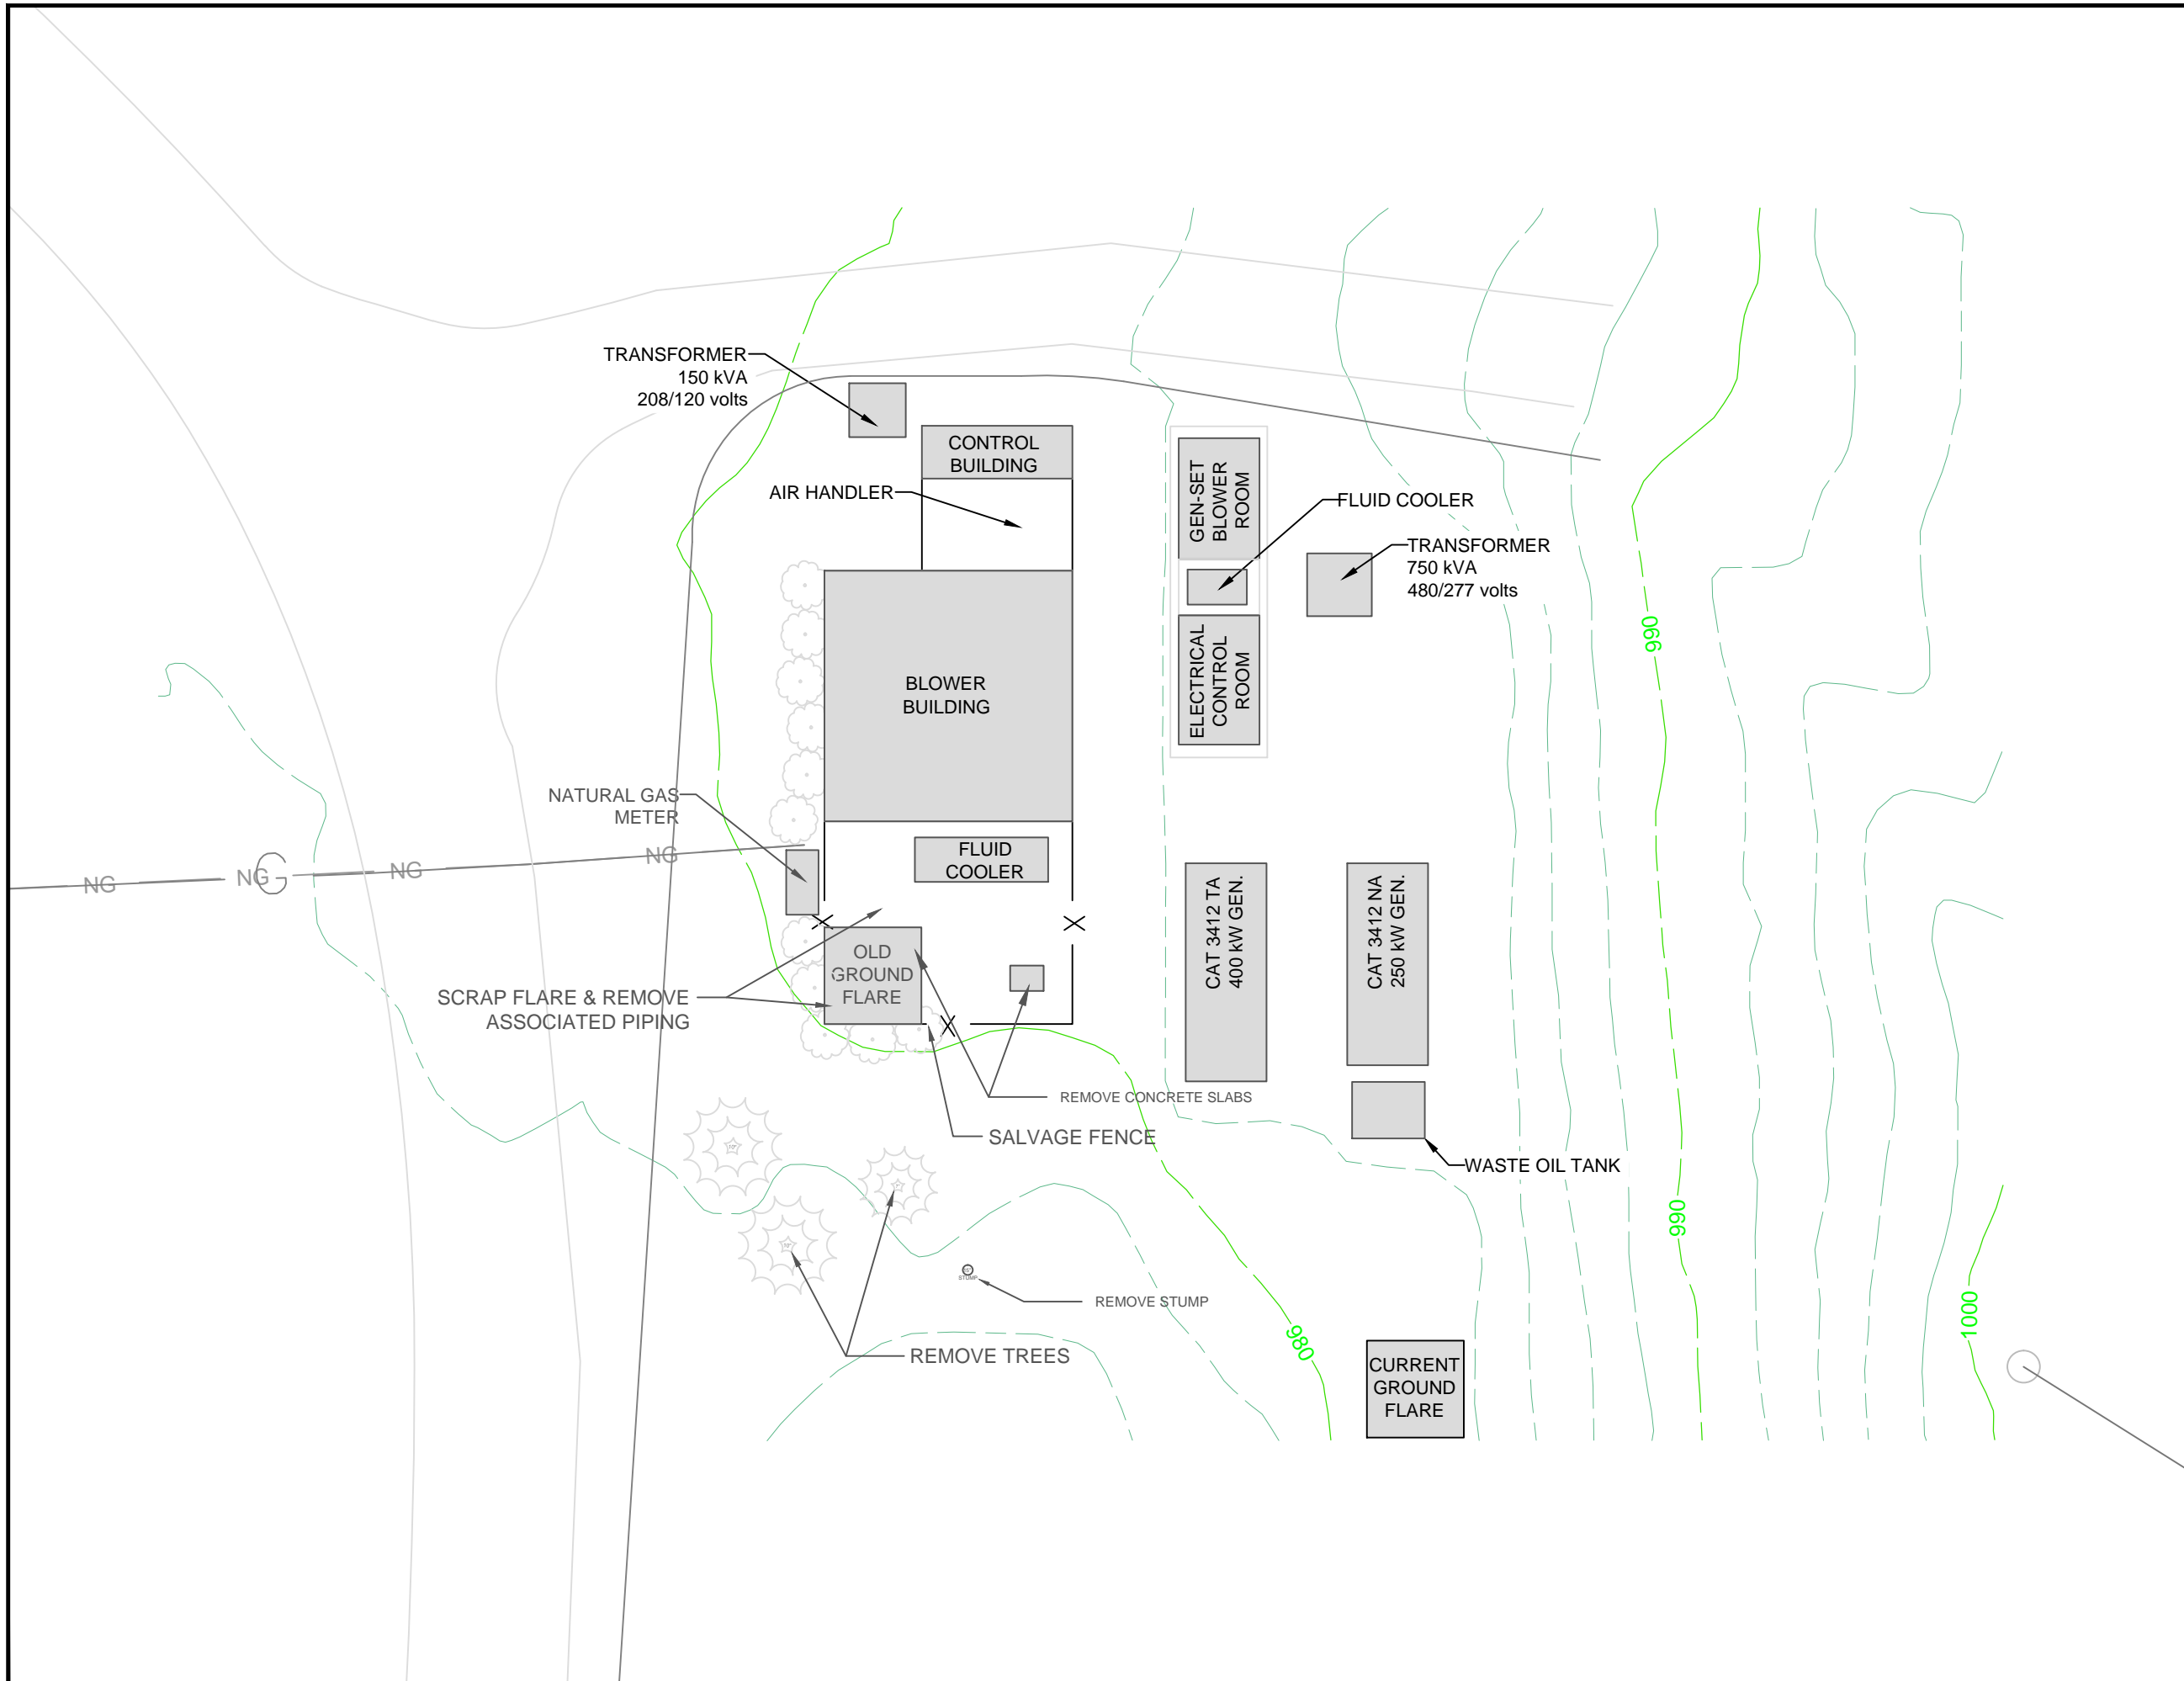 TRANSFORMER
150 kVA
208/120 volts
CONTROL
BUILDING
AIR HANDLER
GEN-SET
BLOWER
ROOM
FLUID COOLER
TRANSFORMER
750 kVA
480/277 volts
ELECTRICAL
CONTROL
ROOM
990
BLOWER
BUILDING
NATURAL GAS
METER
NG
NG
NG
NG
G
FLUID
COOLER
CAT 3412 TA
400 kW GEN.
CAT 3412 NA
250 kW GEN.
OLD
GROUND
FLARE
SCRAP FLARE & REMOVE
ASSOCIATED PIPING
REMOVE CONCRETE SLABS
SALVAGE FENCE
WASTE OIL TANK
990
STUMP
REMOVE STUMP
1000
980
REMOVE TREES
CURRENT
GROUND
FLARE